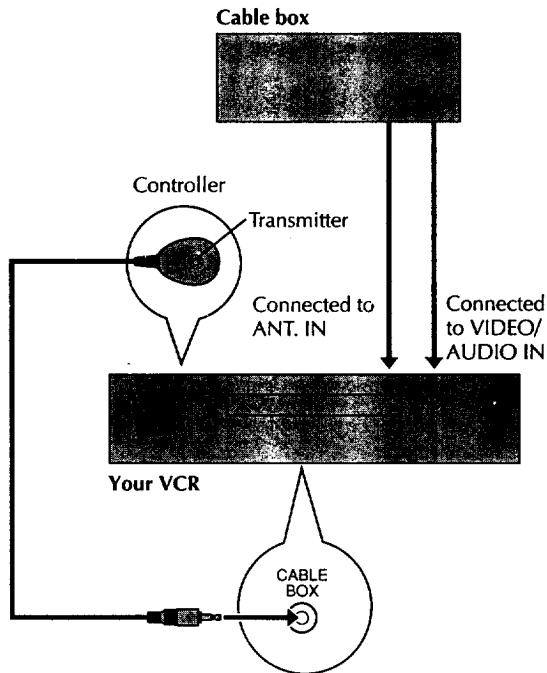 Cable box
Controller
Transmitter
Connected to
ANT. IN
Connected
to VIDEO/
AUDIO IN
Your VCR
CABLE
BOX